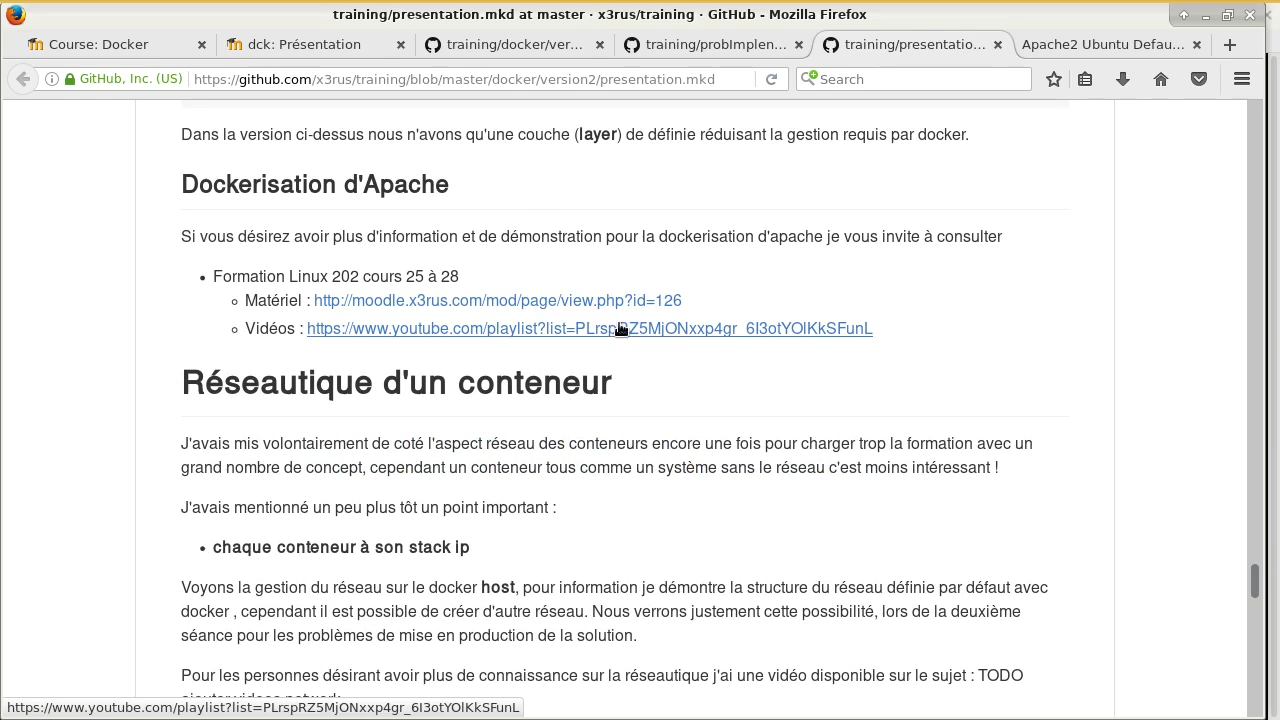 training/presentation.mkd at master · x3rus/training · GitHub - Mozilla Firefox
Course: Docker
dck: Présentation
training/docker/ver...
training/probImplen...
training/presentatio...
Apache2 Ubuntu Defau...
GitHub, Inc. (US)
https://github.com/x3rus/training/blob/master/docker/version2/presentation.mkd
Search
Dans la version ci-dessus nous n'avons qu'une couche (layer) de définie réduisant la gestion requis par docker.
Dockerisation d'Apache
Si vous désirez avoir plus d'information et de démonstration pour la dockerisation d'apache je vous invite à consulter
• Formation Linux 202 cours 25 à 28
Matériel : http://moodle.x3rus.com/mod/page/view.php?id=126
Vidéos : https://www.youtube.com/playlist?list=PLrspRZ5MjONxxp4gr_6I3otYOlKkSFunL
Réseautique d'un conteneur
J'avais mis volontairement de coté l'aspect réseau des conteneurs encore une fois pour charger trop la formation avec un
grand nombre de concept, cependant un conteneur tous comme un système sans le réseau c'est moins intéressant !
J'avais mentionné un peu plus tôt un point important :
• chaque conteneur à son stack ip
Voyons la gestion du réseau sur le docker host, pour information je démontre la structure du réseau définie par défaut avec
docker , cependant il est possible de créer d'autre réseau. Nous verrons justement cette possibilité, lors de la deuxième
séance pour les problèmes de mise en production de la solution.
Pour les personnes désirant avoir plus de connaissance sur la réseautique j'ai une vidéo disponible sur le sujet : TODO
https://www.youtube.com/playlist?list=PLrspRZ5MjONxxp4gr_6I3otYOlKkSFunL